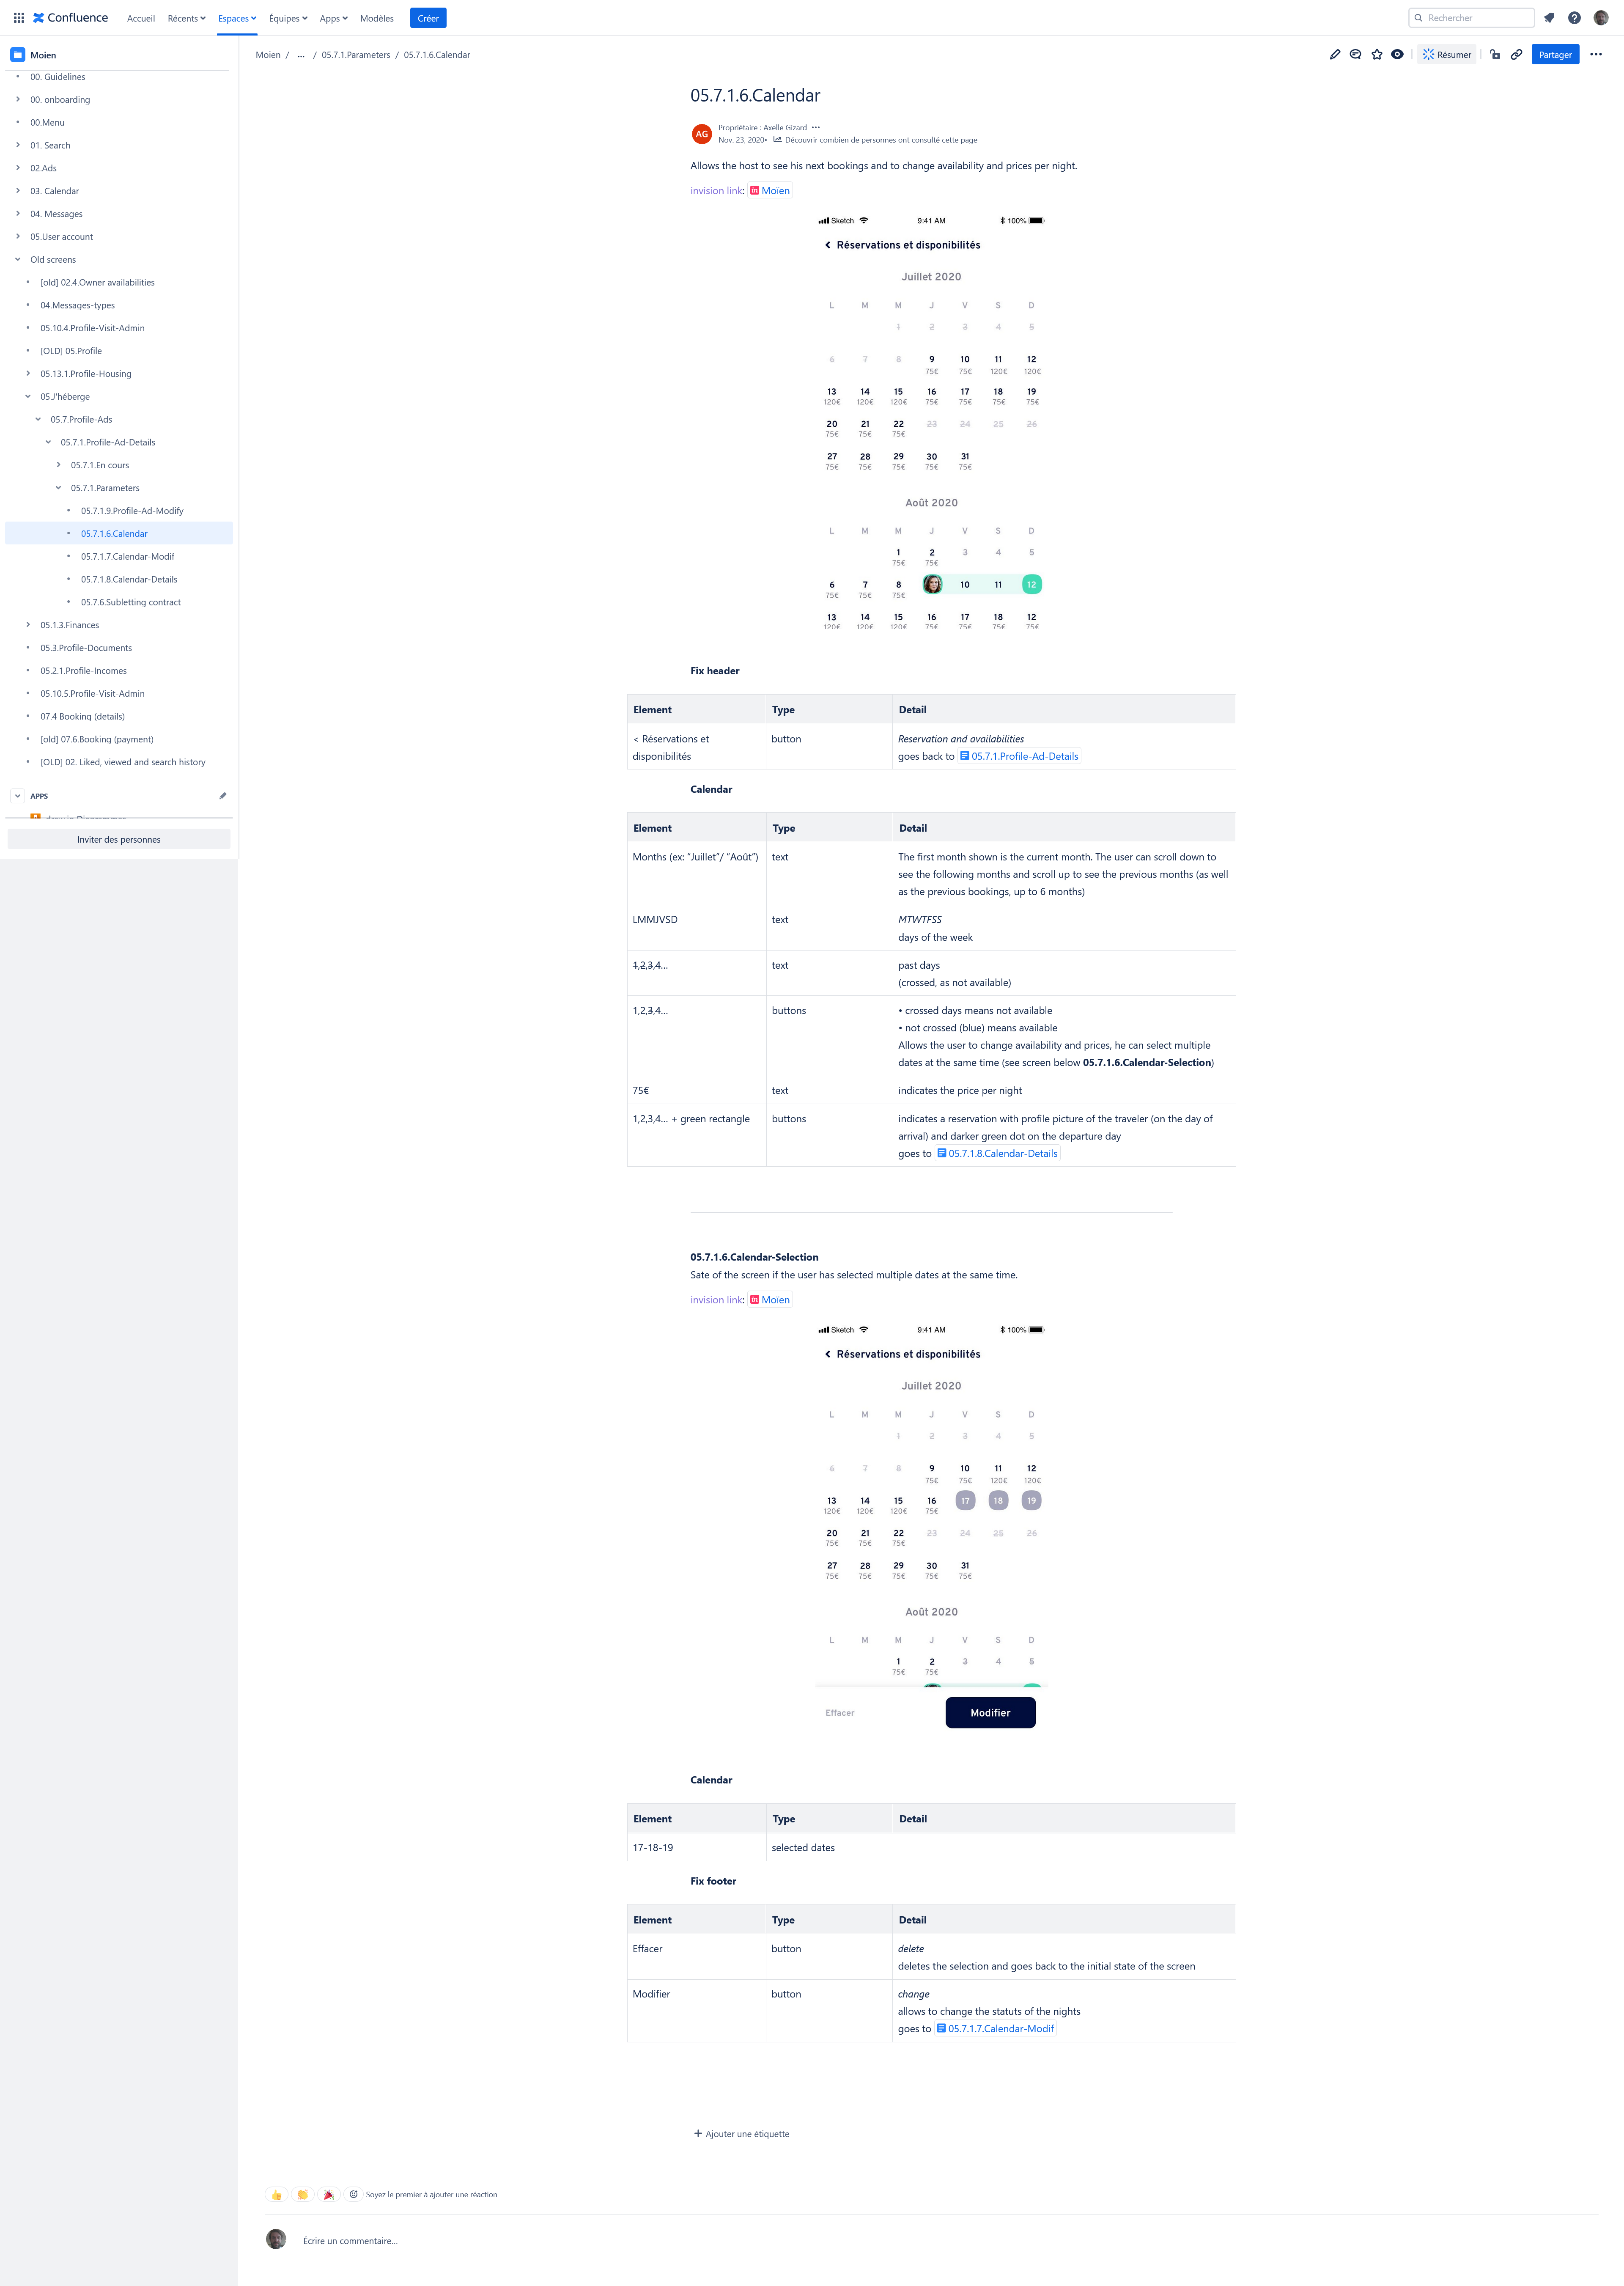 Confluence
Accueil
Récents
Espaces
Équipes
Apps
Modèles
Créer
Rechercher
Moien
00. Guidelines
00. onboarding
00.Menu
01. Search
02.Ads
03. Calendar
04. Messages
05.User account
Old screens
[old] 02.4.Owner availabilities
04.Messages-types
05.10.4.Profile-Visit-Admin
[OLD] 05.Profile
05.13.1.Profile-Housing
05.J'héberge
05.7.Profile-Ads
05.7.1.Profile-Ad-Details
05.7.1.En cours
05.7.1.Parameters
05.7.1.9.Profile-Ad-Modify
05.7.1.6.Calendar
05.7.1.7.Calendar-Modif
05.7.1.8.Calendar-Details
05.7.6.Subletting contract
05.1.3.Finances
05.3.Profile-Documents
05.2.1.Profile-Incomes
05.10.5.Profile-Visit-Admin
07.4 Booking (details)
[old] 07.6.Booking (payment)
[OLD] 02. Liked, viewed and search history
APPS
Inviter des personnes
Moien / ... / 05.7.1.Parameters / 05.7.1.6.Calendar
Résumer
Partager
05.7.1.6.Calendar
AG
Propriétaire : Axelle Gizard
Nov. 23, 2020• Découvrir combien de personnes ont consulté cette page
Allows the host to see his next bookings and to change availability and prices per night.
invision link: in Moïen
Sketch 9:41 AM 100%
Réservations et disponibilités
Juillet 2020
L M M J V S D
1 2 3 4 5
6 7 8 9 10 11 12
75€ 75€ 120€ 120€
13 14 15 16 17 18 19
120€ 120€ 120€ 75€ 75€ 75€ 75€
20 21 22 23 24 25 26
75€ 75€ 75€
27 28 29 30 31
75€ 75€ 75€ 75€ 75€
Août 2020
L M M J V S D
1 2 3 4 5
75€ 75€
6 7 8 10 11 12
75€ 75€ 75€
13 14 15 16 17 18 12
120€ 120€ 120€ 75€ 75€ 75€ 75€
Fix header
Element Type Detail
< Réservations et button Reservation and availabilities
disponibilités goes back to 05.7.1.Profile-Ad-Details
Calendar
Element Type Detail
Months (ex: “Juillet”/ “Août”) text The first month shown is the current month. The user can scroll down to
see the following months and scroll up to see the previous months (as well
as the previous bookings, up to 6 months)
LMMJVSD text MTWTFSS
days of the week
1,2,3,4... text past days
(crossed, as not available)
1,2,3,4... buttons • crossed days means not available
• not crossed (blue) means available
Allows the user to change availability and prices, he can select multiple
dates at the same time (see screen below 05.7.1.6.Calendar-Selection)
75€ text indicates the price per night
1,2,3,4... + green rectangle buttons indicates a reservation with profile picture of the traveler (on the day of
arrival) and darker green dot on the departure day
goes to 05.7.1.8.Calendar-Details
05.7.1.6.Calendar-Selection
Sate of the screen if the user has selected multiple dates at the same time.
invision link: in Moïen
Sketch 9:41 AM 100%
Réservations et disponibilités
Juillet 2020
L M M J V S D
1 2 3 4 5
6 7 8 9 10 11 12
75€ 75€ 120€ 120€
13 14 15 16 17 18 19
120€ 120€ 120€ 75€
20 21 22 23 24 25 26
75€ 75€ 75€
27 28 29 30 31
75€ 75€ 75€ 75€ 75€
Août 2020
L M M J V S D
1 2 3 4 5
75€ 75€
Effacer Modifier
Calendar
Element Type Detail
17-18-19 selected dates
Fix footer
Element Type Detail
Effacer button delete
deletes the selection and goes back to the initial state of the screen
Modifier button change
allows to change the statuts of the nights
goes to 05.7.1.7.Calendar-Modif
Ajouter une étiquette
Soyez le premier à ajouter une réaction
Écrire un commentaire...